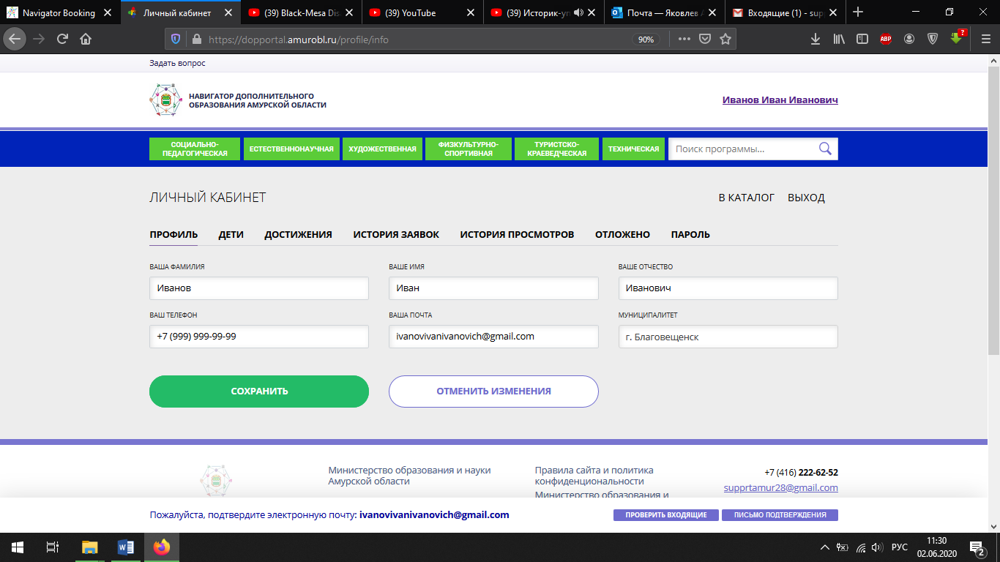 Navigator Booking
Личный кабинет
(39) Black-Mesa Dis
(39) YouTube
(39) Историк-уп
Почта — Яковлев А
Входящие (1) - sup
https://dopportal.amurobl.ru/profile/info
90%
ABP
?
Задать вопрос
НАВИГАТОР ДОПОЛНИТЕЛЬНОГО
ОБРАЗОВАНИЯ АМУРСКОЙ ОБЛАСТИ
Иванов Иван Иванович
СОЦИАЛЬНО-
ПЕДАГОГИЧЕСКАЯ
ЕСТЕСТВЕННОНАУЧНАЯ
ХУДОЖЕСТВЕННАЯ
ФИЗКУЛЬТУРНО-
СПОРТИВНАЯ
ТУРИСТСКО-
КРАЕВЕДЧЕСКАЯ
ТЕХНИЧЕСКАЯ
Поиск программы...
ЛИЧНЫЙ КАБИНЕТ
В КАТАЛОГ ВЫХОД
ПРОФИЛЬ ДЕТИ ДОСТИЖЕНИЯ ИСТОРИЯ ЗАЯВОК ИСТОРИЯ ПРОСМОТРОВ ОТЛОЖЕНО ПАРОЛЬ
ВАША ФАМИЛИЯ
Иванов
ВАШЕ ИМЯ
Иван
ВАШЕ ОТЧЕСТВО
Иванович
ВАШ ТЕЛЕФОН
+7 (999) 999-99-99
ВАША ПОЧТА
ivanovivanivanovich@gmail.com
МУНИЦИПАЛИТЕТ
г. Благовещенск
СОХРАНИТЬ
ОТМЕНИТЬ ИЗМЕНЕНИЯ
Министерство образования и науки
Амурской области
Правила сайта и политика
конфиденциальности
Министерство образования и
+7 (416) 222-62-52
supprtamur28@gmail.com
Пожалуйста, подтвердите электронную почту: ivanovivanivanovich@gmail.com
ПРОВЕРИТЬ ВХОДЯЩИЕ
ПИСЬМО ПОДТВЕРЖДЕНИЯ
РУС
11:30
02.06.2020
2